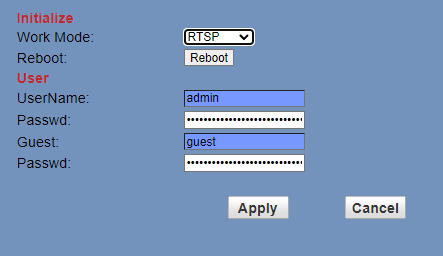 Initialize
Work Mode: RTSP
Reboot: Reboot
User
UserName: admin
Passwd: ••••••••••••••••••••••••••••
Guest: guest
Passwd: ••••••••••••••••••••••••••••
Apply Cancel